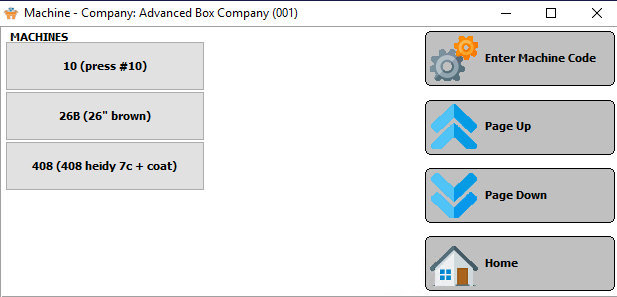 Machine - Company: Advanced Box Company (001)
MACHINES
10 (press #10)
26B (26" brown)
408 (408 heidy 7c + coat)
Enter Machine Code
Page Up
Page Down
Home